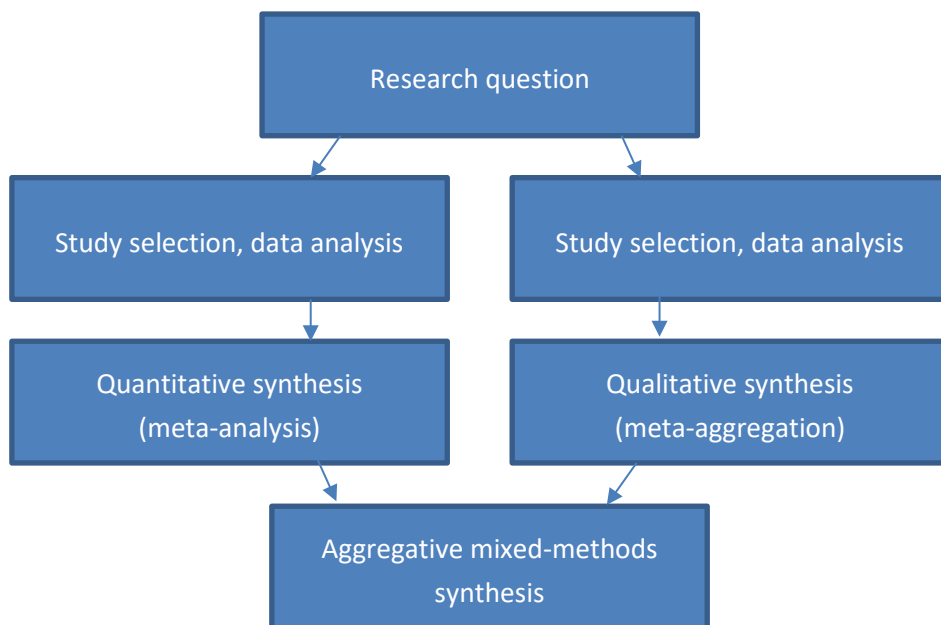 Research question
Study selection, data analysis
Study selection, data analysis
Quantitative synthesis
(meta-analysis)
Qualitative synthesis
(meta-aggregation)
Aggregative mixed-methods
synthesis